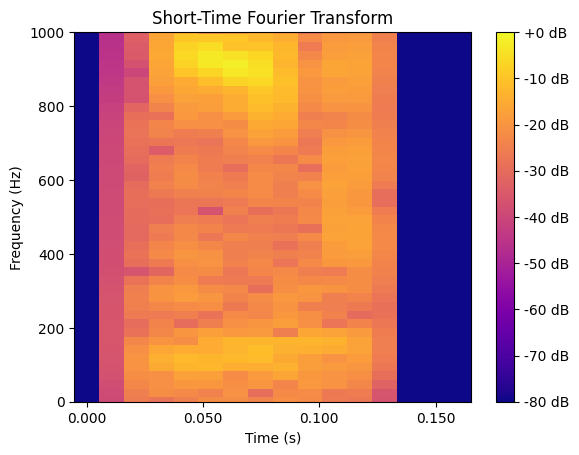 Short-Time Fourier Transform
1000
800
600
400
200
0
Frequency (Hz)
0.000
0.050
0.100
0.150
Time (s)
+0 dB
-10 dB
-20 dB
-30 dB
-40 dB
-50 dB
-60 dB
-70 dB
-80 dB